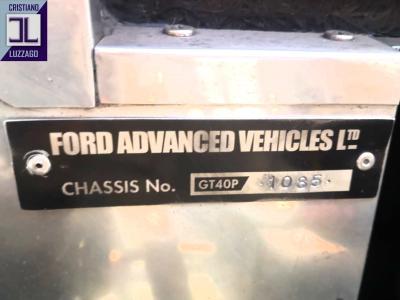 CRISTIANO
LUZZAGO
FORD ADVANCED VEHICLES LTD
CHASSIS No. GT40P 1085